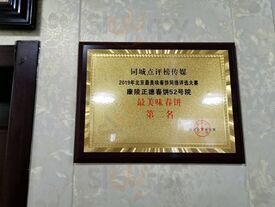 同城点评榜传媒
2019年北京最美味春饼网络评选大赛
康陵正德春饼52号院
最美味春饼
第二名